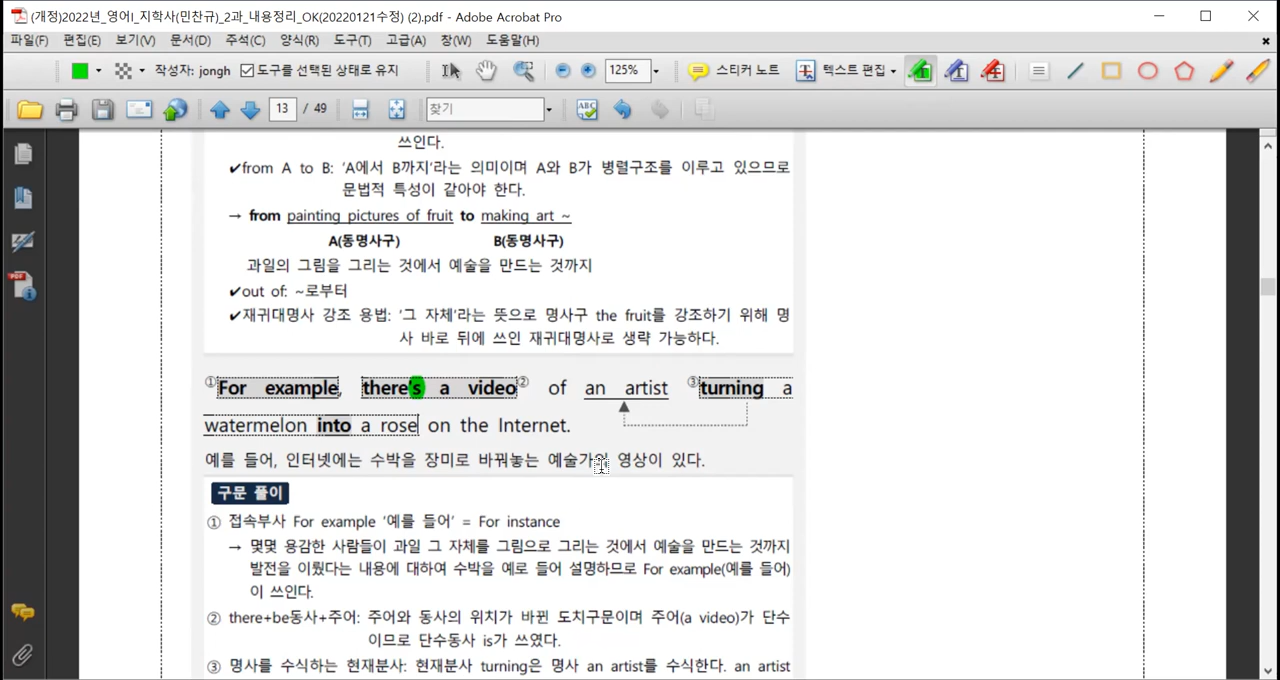 (개정)2022년_영어I_지학사(민찬규)_2과_내용정리_OK(20220121수정) (2).pdf - Adobe Acrobat Pro
파일(F) 편집(E) 보기(V) 문서(D) 주석(C) 양식(R) 도구(T) 고급(A) 창(W) 도움말(H)
작성자: jongh 도구를 선택된 상태로 유지 125% 스티커 노트 텍스트 편집
13 / 49 찾기
쓰인다.
✔from A to B: ‘A에서 B까지’라는 의미이며 A와 B가 병렬구조를 이루고 있으므로
문법적 특성이 같아야 한다.
→ from painting pictures of fruit to making art ~
A(동명사구) B(동명사구)
과일의 그림을 그리는 것에서 예술을 만드는 것까지
✔out of: ~로부터
✔재귀대명사 강조 용법: ‘그 자체’라는 뜻으로 명사구 the fruit를 강조하기 위해 명
사 바로 뒤에 쓰인 재귀대명사로 생략 가능하다.
①For example, there's a video② of an artist ③turning a
watermelon into a rose on the Internet.
예를 들어, 인터넷에는 수박을 장미로 바꿔놓는 예술가의 영상이 있다.
구문 풀이
① 접속부사 For example ‘예를 들어’ = For instance
→ 몇몇 용감한 사람들이 과일 그 자체를 그림으로 그리는 것에서 예술을 만드는 것까지
발전을 이뤘다는 내용에 대하여 수박을 예로 들어 설명하므로 For example(예를 들어)
이 쓰인다.
② there+be동사+주어: 주어와 동사의 위치가 바뀐 도치구문이며 주어(a video)가 단수
이므로 단수동사 is가 쓰였다.
③ 명사를 수식하는 현재분사: 현재분사 turning은 명사 an artist를 수식한다. an artist